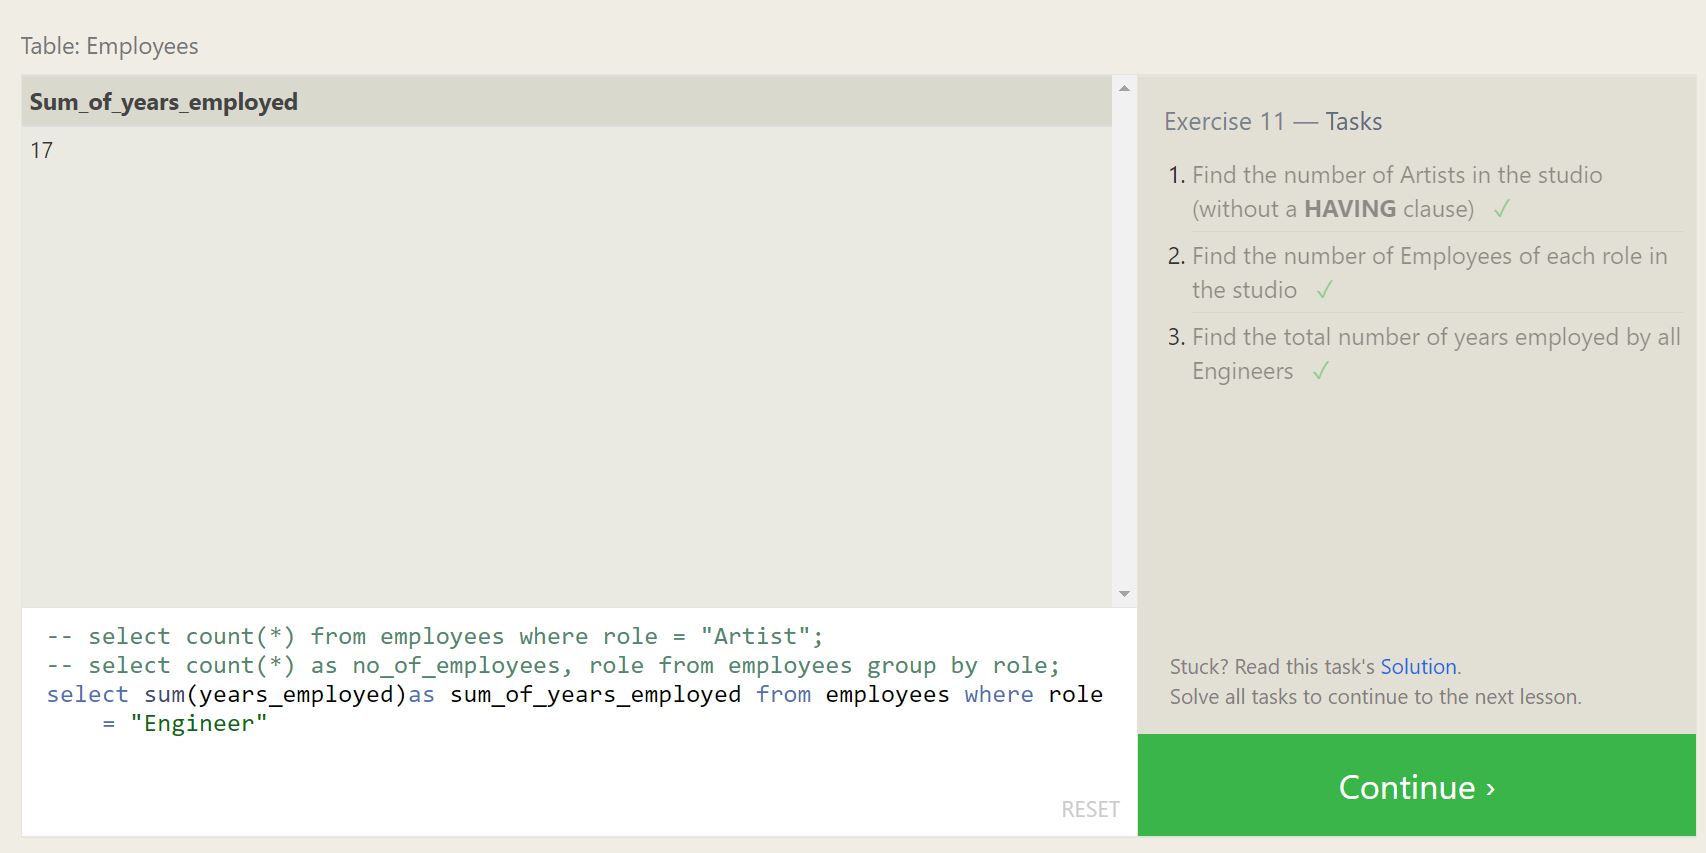 Table: Employees
Sum_of_years_employed
17
Exercise 11 — Tasks
1. Find the number of Artists in the studio
(without a HAVING clause) ✓
2. Find the number of Employees of each role in
the studio ✓
3. Find the total number of years employed by all
Engineers ✓
-- select count(*) from employees where role = "Artist";
-- select count(*) as no_of_employees, role from employees group by role;
select sum(years_employed)as sum_of_years_employed from employees where role
= "Engineer"
RESET
Stuck? Read this task's Solution.
Solve all tasks to continue to the next lesson.
Continue ›